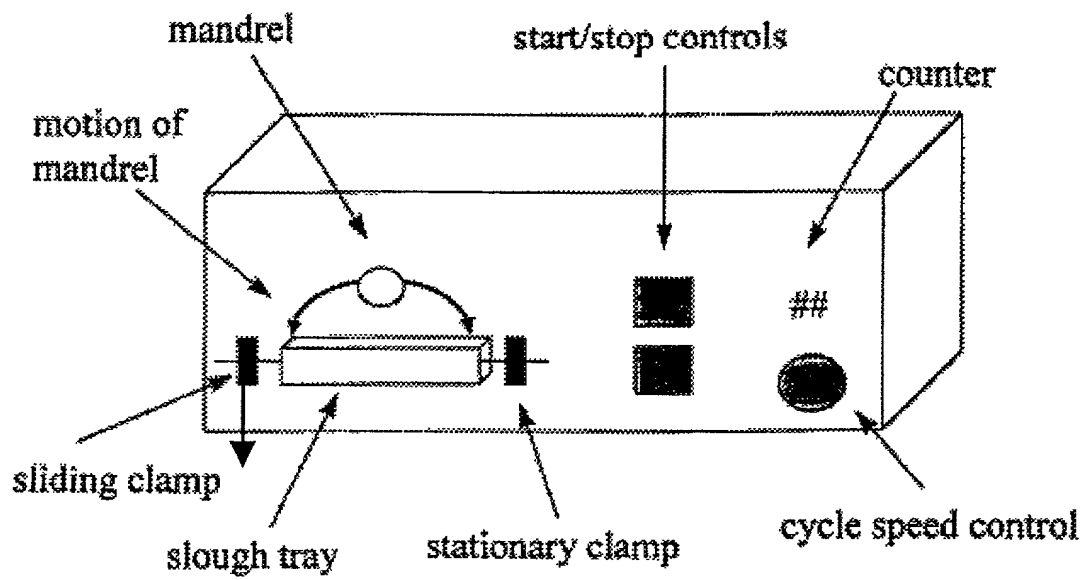 mandrel
start/stop controls
counter
motion of
mandrel
##
sliding clamp
slough tray
stationary clamp
cycle speed control